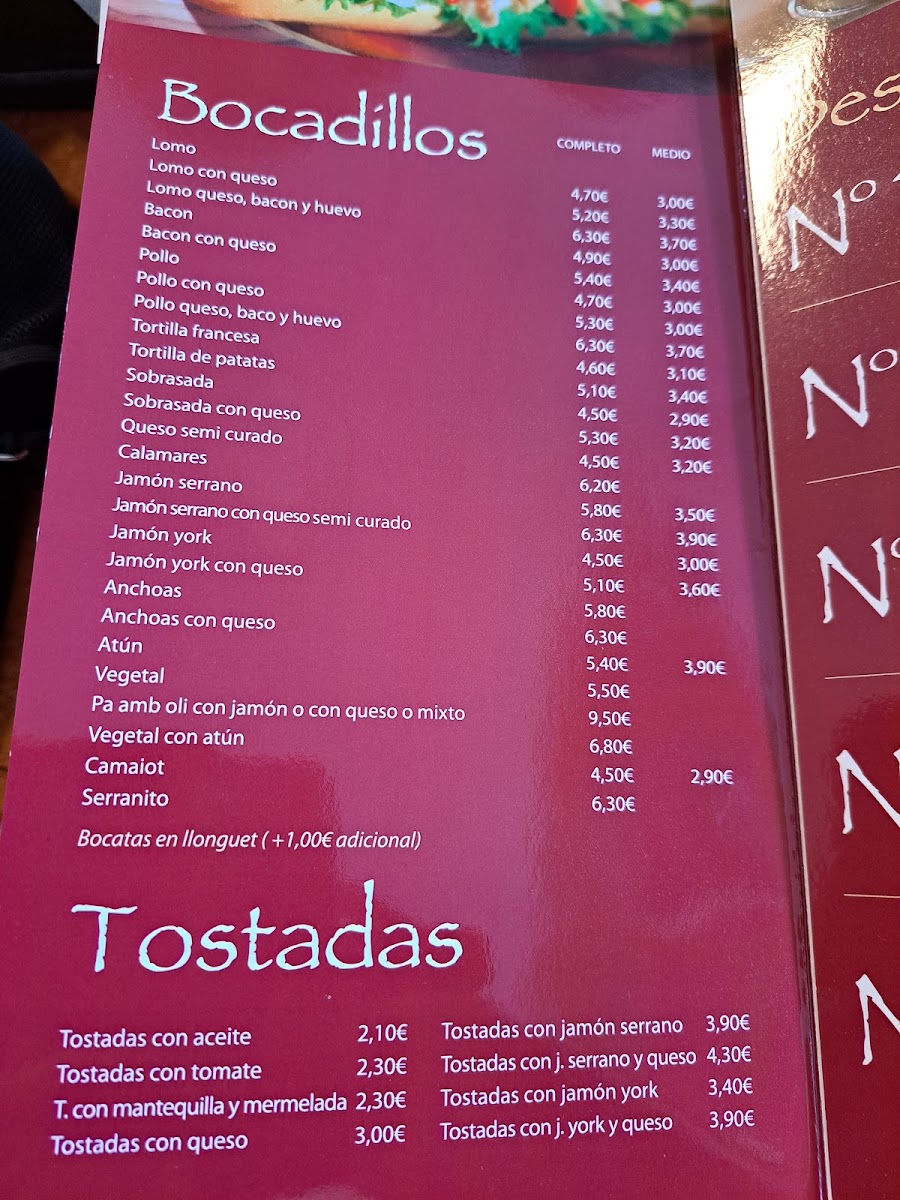 Bocadillos
COMPLETO MEDIO
Lomo 4,70€ 3,00€
Lomo con queso 5,20€ 3,30€
Lomo queso, bacon y huevo 6,30€ 3,70€
Bacon 4,90€ 3,00€
Bacon con queso 5,40€ 3,40€
Pollo 4,70€ 3,00€
Pollo con queso 5,30€ 3,00€
Pollo queso, baco y huevo 6,30€ 3,70€
Tortilla francesa 4,60€ 3,10€
Tortilla de patatas 5,10€ 3,40€
Sobrasada 4,50€ 2,90€
Sobrasada con queso 5,30€ 3,20€
Queso semi curado 4,50€ 3,20€
Calamares 6,20€
Jamón serrano 5,80€ 3,50€
Jamón serrano con queso semi curado 6,30€ 3,90€
Jamón york 4,50€ 3,00€
Jamón york con queso 5,10€ 3,60€
Anchoas 5,80€
Anchoas con queso 6,30€
Atún 5,40€ 3,90€
Vegetal 5,50€
Pa amb oli con jamón o con queso o mixto 9,50€
Vegetal con atún 6,80€
Camaiot 4,50€ 2,90€
Serranito 6,30€
Bocatas en llonguet ( +1,00€ adicional)
Tostadas
Tostadas con aceite 2,10€
Tostadas con tomate 2,30€
T. con mantequilla y mermelada 2,30€
Tostadas con queso 3,00€
Tostadas con jamón serrano 3,90€
Tostadas con j. serrano y queso 4,30€
Tostadas con jamón york 3,40€
Tostadas con j. york y queso 3,90€
Nº
Nº
Nº
N
N